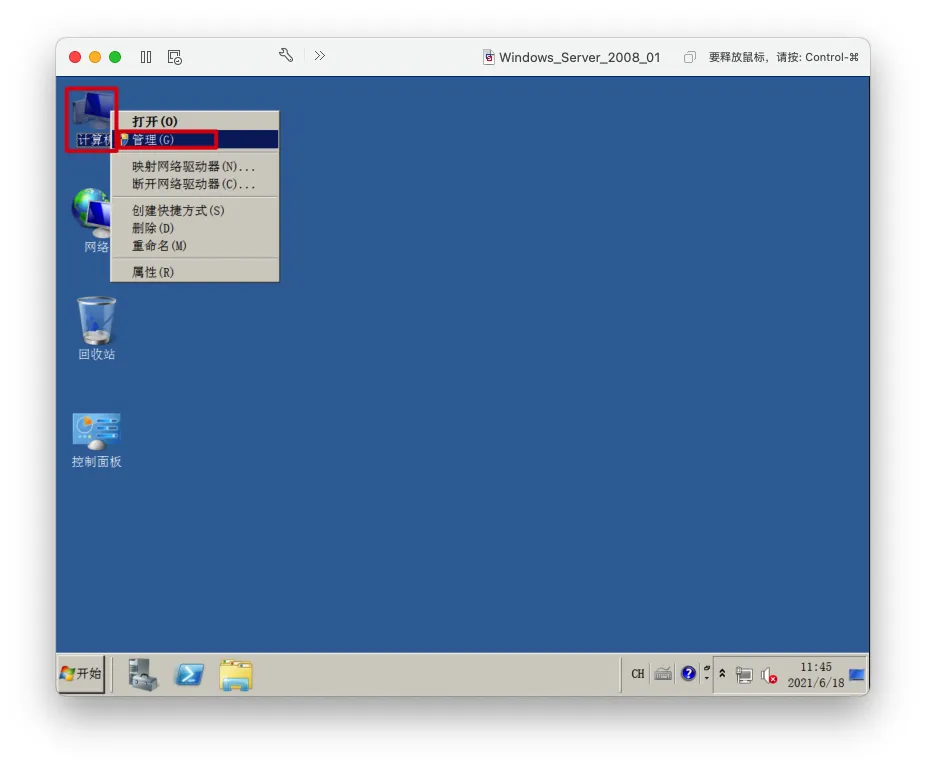 Windows_Server_2008_01
要释放鼠标，请按: Control-⌘
计算机
打开(O)
管理(G)
映射网络驱动器(N)...
断开网络驱动器(C)...
创建快捷方式(S)
删除(D)
重命名(M)
属性(R)
网络
回收站
控制面板
开始
CH
11:45
2021/6/18